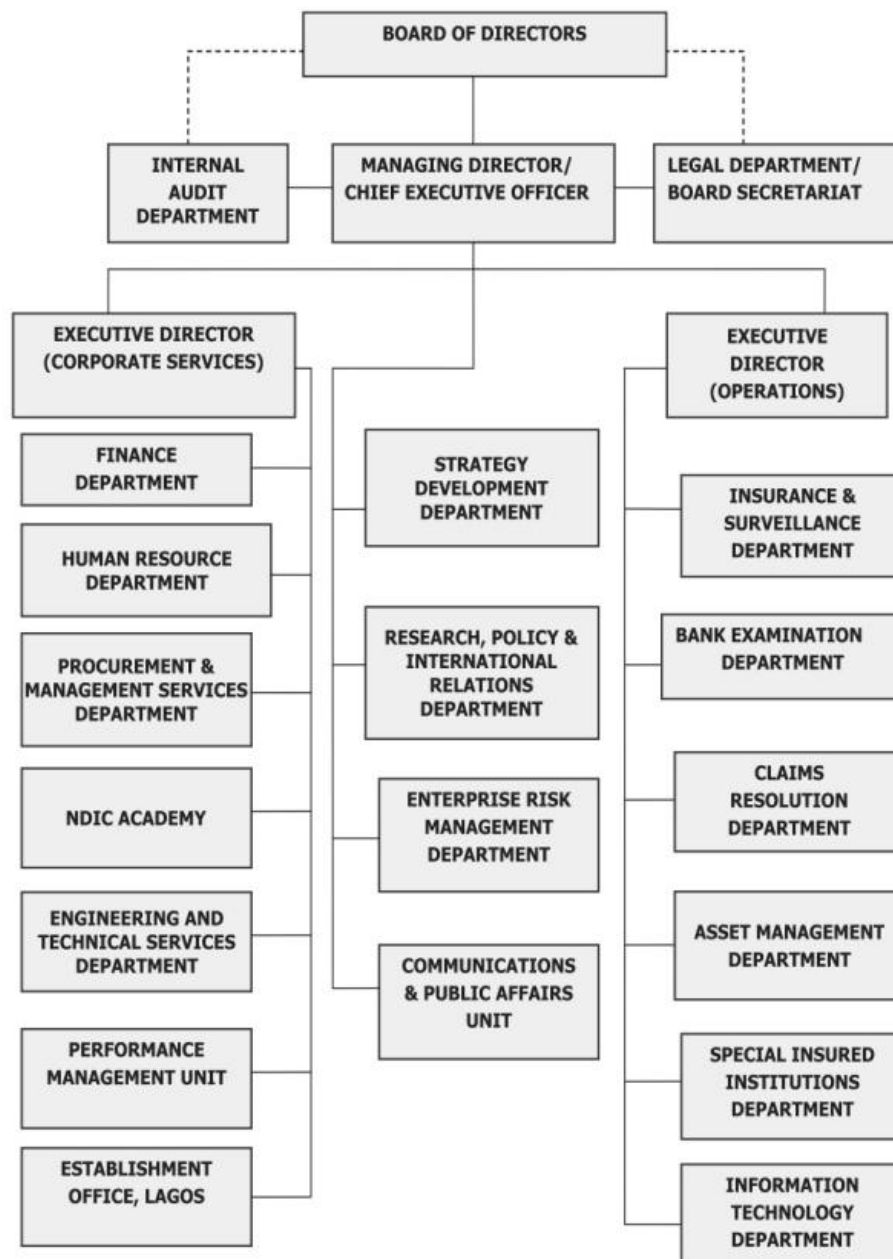 BOARD OF DIRECTORS
INTERNAL
AUDIT
DEPARTMENT
MANAGING DIRECTOR/
CHIEF EXECUTIVE OFFICER
LEGAL DEPARTMENT/
BOARD SECRETARIAT
EXECUTIVE DIRECTOR
(CORPORATE SERVICES)
EXECUTIVE
DIRECTOR
(OPERATIONS)
FINANCE
DEPARTMENT
HUMAN RESOURCE
DEPARTMENT
PROCUREMENT &
MANAGEMENT SERVICES
DEPARTMENT
NDIC ACADEMY
ENGINEERING AND
TECHNICAL SERVICES
DEPARTMENT
PERFORMANCE
MANAGEMENT UNIT
ESTABLISHMENT
OFFICE, LAGOS
STRATEGY
DEVELOPMENT
DEPARTMENT
RESEARCH, POLICY &
INTERNATIONAL
RELATIONS
DEPARTMENT
ENTERPRISE RISK
MANAGEMENT
DEPARTMENT
COMMUNICATIONS
& PUBLIC AFFAIRS
UNIT
INSURANCE &
SURVEILLANCE
DEPARTMENT
BANK EXAMINATION
DEPARTMENT
CLAIMS
RESOLUTION
DEPARTMENT
ASSET MANAGEMENT
DEPARTMENT
SPECIAL INSURED
INSTITUTIONS
DEPARTMENT
INFORMATION
TECHNOLOGY
DEPARTMENT